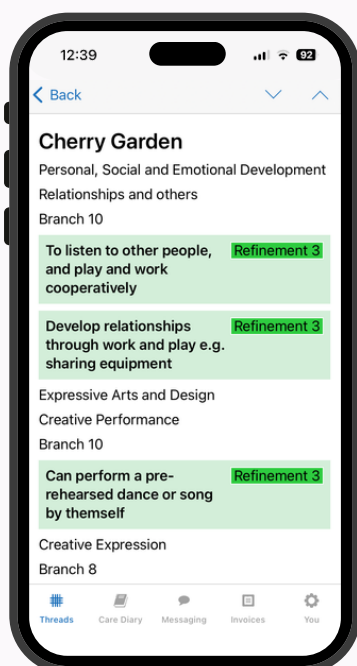 12:39
92
Back
Cherry Garden
Personal, Social and Emotional Development
Relationships and others
Branch 10
To listen to other people, Refinement 3
and play and work
cooperatively
Develop relationships Refinement 3
through work and play e.g.
sharing equipment
Expressive Arts and Design
Creative Performance
Branch 10
Can perform a pre- Refinement 3
rehearsed dance or song
by themself
Creative Expression
Branch 8
Threads Care Diary Messaging Invoices You